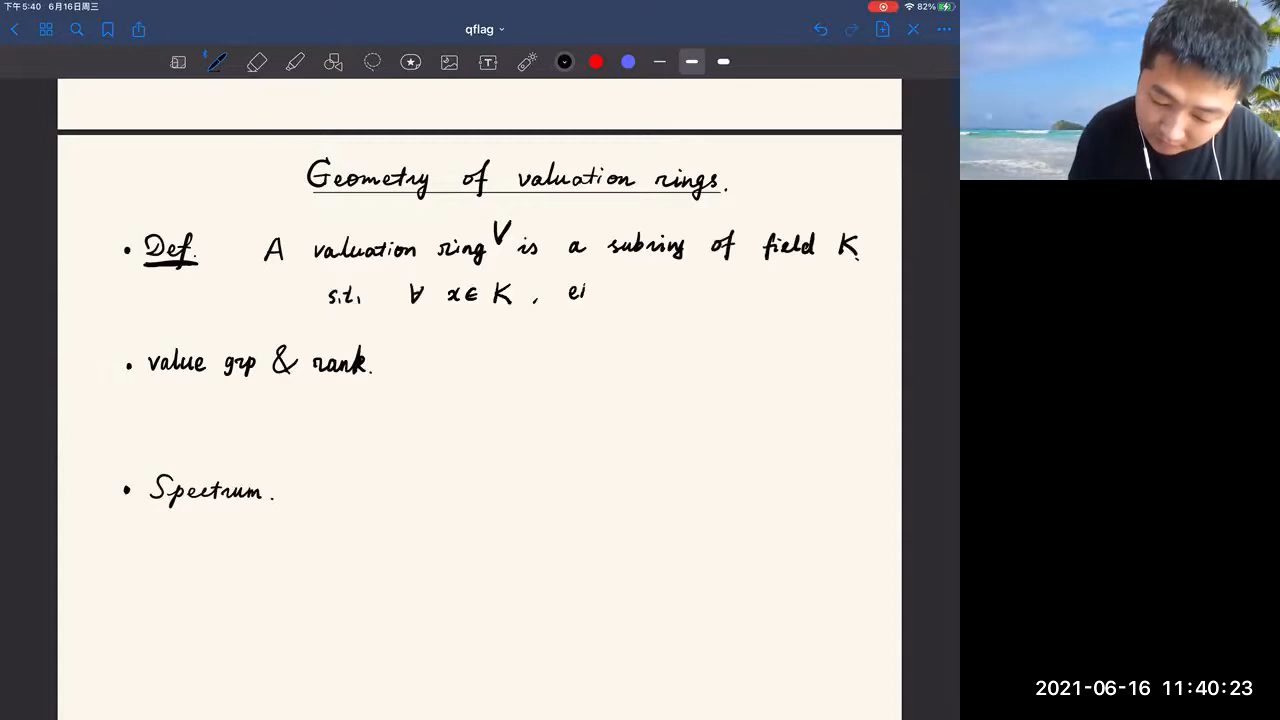 下午5:40 6月16日周三
82%
qflag
T
Geometry of valuation rings.
• Def. A valuation ring V is a subring of field K
s.t. ∀ x ∈ K , ei
• value grp & rank.
• Spectrum.
2021-06-16 11:40:23